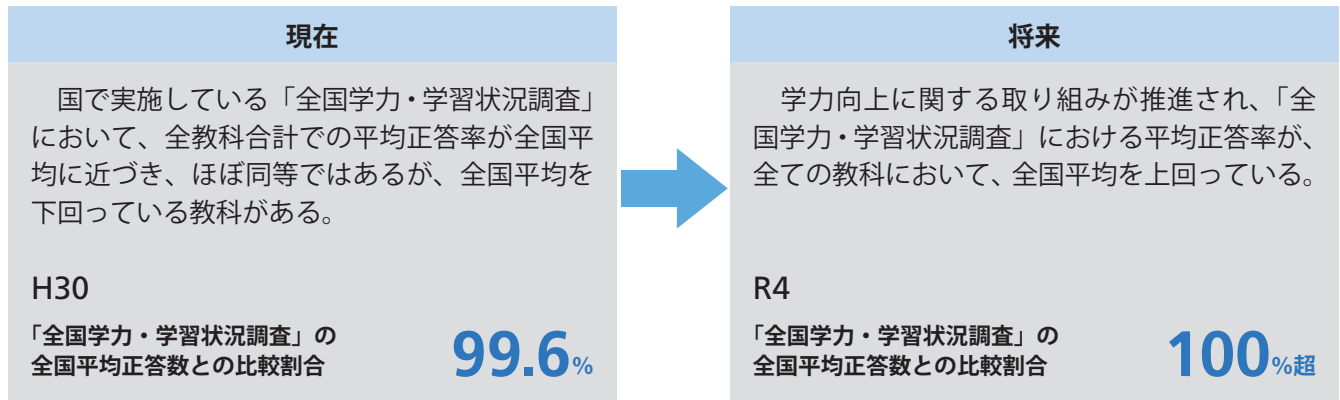 現在
国で実施している「全国学力・学習状況調査」
において、全教科合計での平均正答率が全国平
均に近づき、ほぼ同等ではあるが、全国平均を
下回っている教科がある。
H30
「全国学力・学習状況調査」の
全国平均正答数との比較割合
99.6%
将来
学力向上に関する取り組みが推進され、「全
国学力・学習状況調査」における平均正答率が、
全ての教科において、全国平均を上回っている。
R4
「全国学力・学習状況調査」の
全国平均正答数との比較割合
100%超